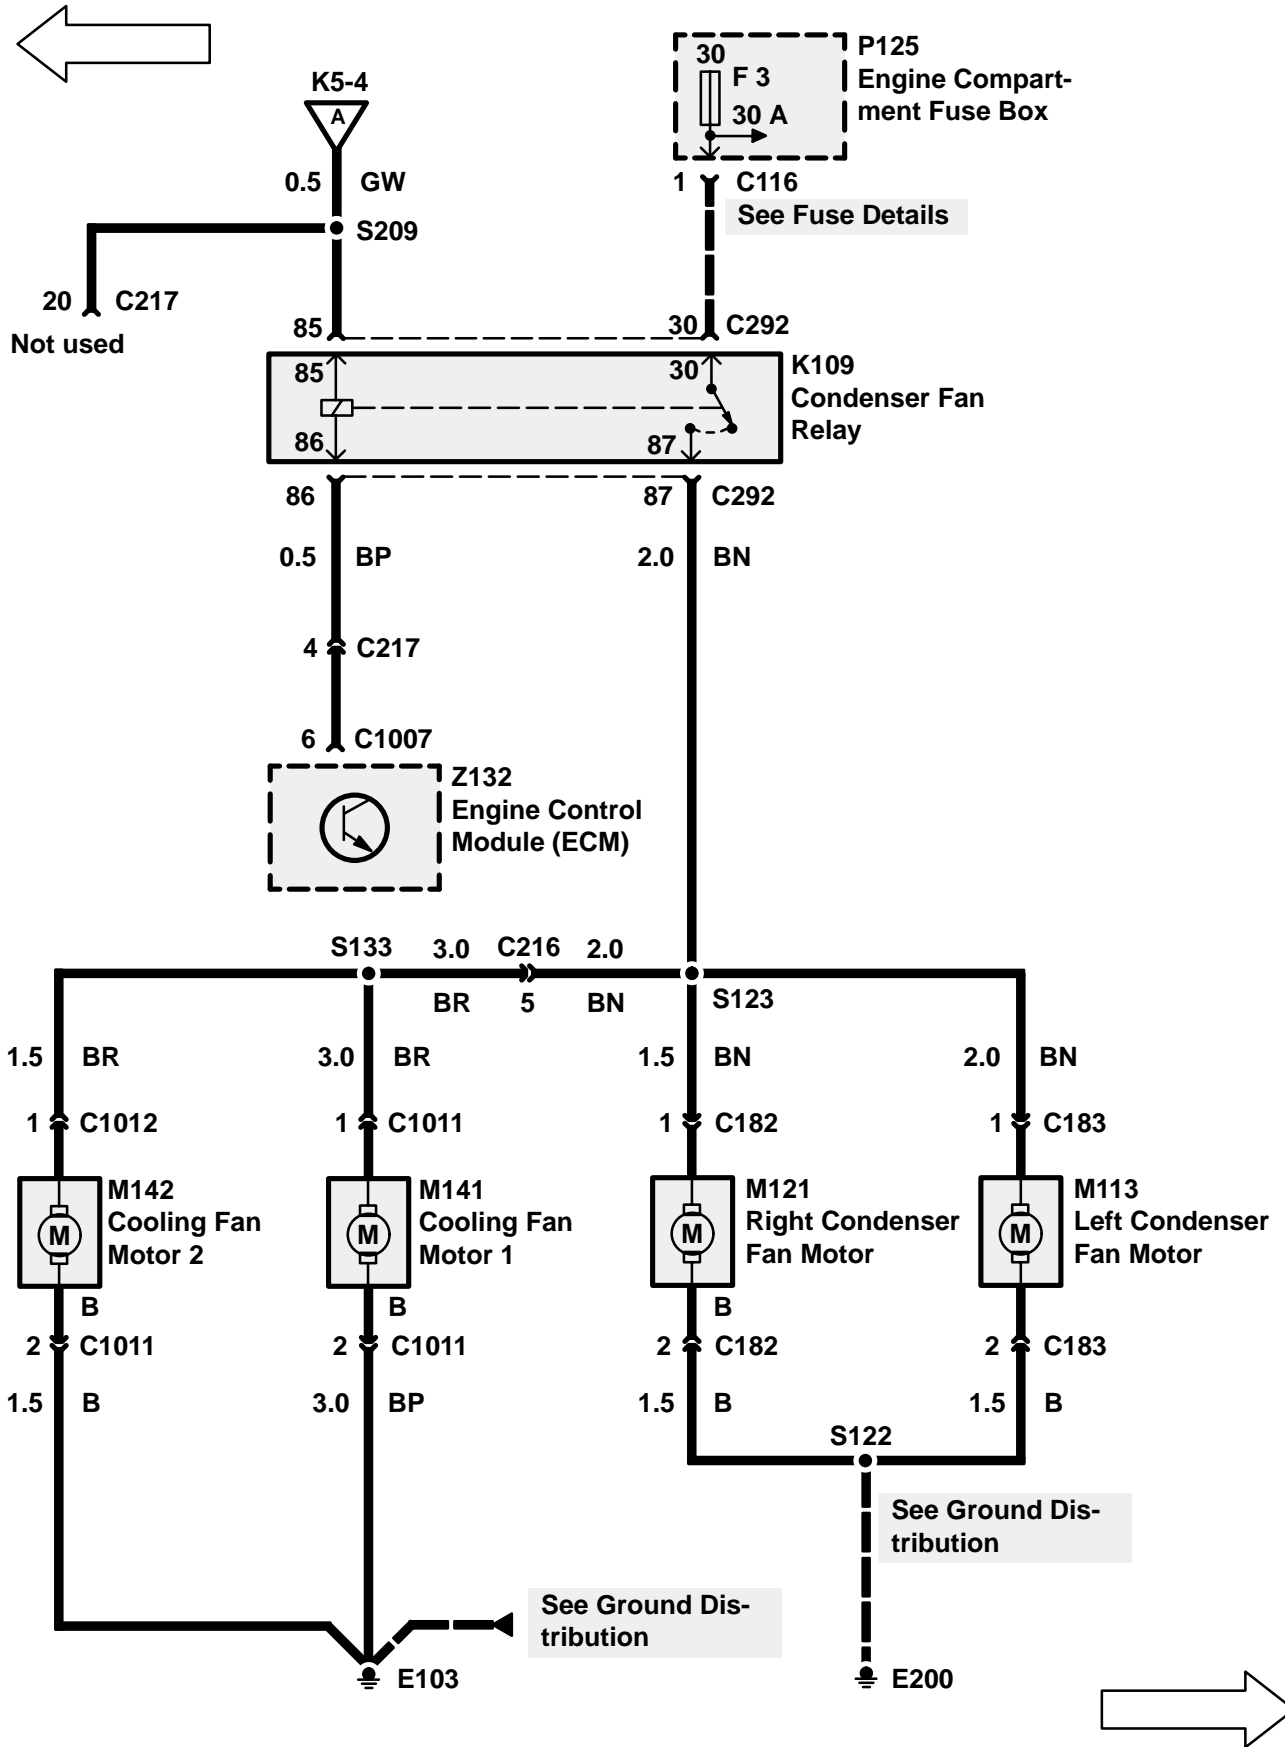 K5-4
A
30
F 3
30 A
P125
Engine Compart-
ment Fuse Box
0.5 GW
1 C116
See Fuse Details
S209
20 C217
Not used
85
30 C292
85
30
86
87
K109
Condenser Fan
Relay
86
87 C292
0.5 BP
2.0 BN
4 C217
6 C1007
Z132
Engine Control
Module (ECM)
S133 3.0 C216 2.0
BR 5 BN
S123
1.5 BR
3.0 BR
1.5 BN
2.0 BN
1 C1012
1 C1011
1 C182
1 C183
M
M142
Cooling Fan
Motor 2
M
M141
Cooling Fan
Motor 1
M
M121
Right Condenser
Fan Motor
M
M113
Left Condenser
Fan Motor
B
B
B
2 C1011
2 C1011
2 C182
2 C183
1.5 B
3.0 BP
1.5 B
1.5 B
S122
See Ground Dis-
tribution
See Ground Dis-
tribution
E103
E200